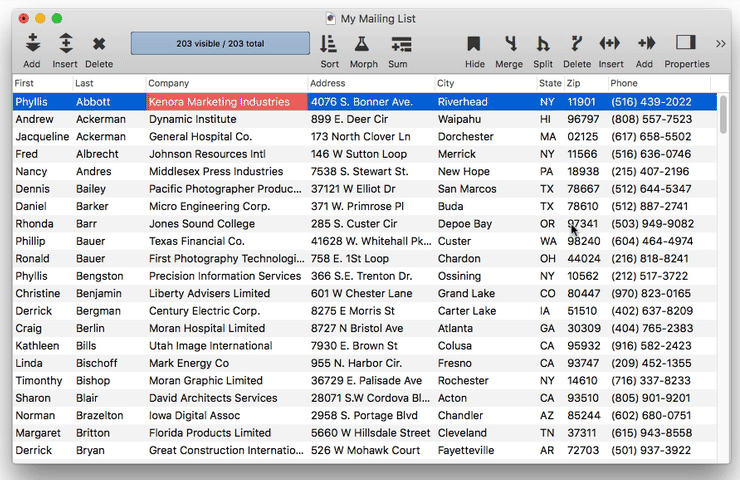 My Mailing List
203 visible / 203 total
Add Insert Delete Sort Morph Sum Hide Merge Split Delete Insert Add Properties
First Last Company Address City State Zip Phone
Phyllis Abbott Kenora Marketing Industries 4076 S. Bonner Ave. Riverhead NY 11901 (516) 439-2022
Andrew Ackerman Dynamic Institute 899 E. Deer Cir Waipahu HI 96797 (808) 557-7523
Jacqueline Ackerman General Hospital Co. 173 North Clover Ln Dorchester MA 02125 (617) 658-5502
Fred Albrecht Johnson Resources Intl 146 W Sutton Loop Merrick NY 11566 (516) 636-0746
Nancy Andres Middlesex Press Industries 7538 S. Stewart St. New Hope PA 18938 (215) 407-2196
Dennis Bailey Pacific Photographer Produc... 37121 W Elliot Dr San Marcos TX 78667 (512) 644-5347
Daniel Barker Micro Engineering Corp. 371 W. Primrose Pl Buda TX 78610 (512) 887-2741
Rhonda Barr Jones Sound College 285 S. Custer Cir Depoe Bay OR 97341 (503) 949-9082
Phillip Bauer Texas Financial Co. 41628 W. Whitehall Pk... Custer WA 98240 (604) 464-4974
Ronald Bauer First Photography Technologi... 758 E. 1St Loop Chardon OH 44024 (216) 818-8241
Phyllis Bengston Precision Information Services 366 S.E. Trenton Dr. Ossining NY 10562 (212) 517-3722
Christine Benjamin Liberty Advisers Limited 601 W Chester Lane Grand Lake CO 80447 (970) 823-0165
Derrick Bergman Century Electric Corp. 8275 E Morris St Carter Lake IA 51510 (402) 637-8209
Craig Berlin Moran Hospital Limited 8727 N Bristol Ave Atlanta GA 30309 (404) 765-2383
Kathleen Bills Utah Image International 7930 E. Brown St Colusa CA 95932 (916) 582-2423
Linda Bischoff Mark Energy Co 955 N. Harbor Cir. Fresno CA 93747 (209) 452-1355
Timonthy Bishop Moran Graphic Limited 36729 E. Palisade Ave Rochester NY 14610 (716) 337-8233
Sharon Blair David Architects Services 28071 S.W Cordova Bl... Acton CA 93510 (805) 901-9201
Norman Brazelton Iowa Digital Assoc 2958 S. Portage Blvd Chandler AZ 85244 (602) 680-0751
Margaret Britton Florida Products Limited 5660 W Hillsdale Street Cleveland TN 37311 (615) 943-8558
Derrick Bryan Great Construction Internatio... 526 W Mohawk Court Fayetteville AR 72703 (501) 937-3922